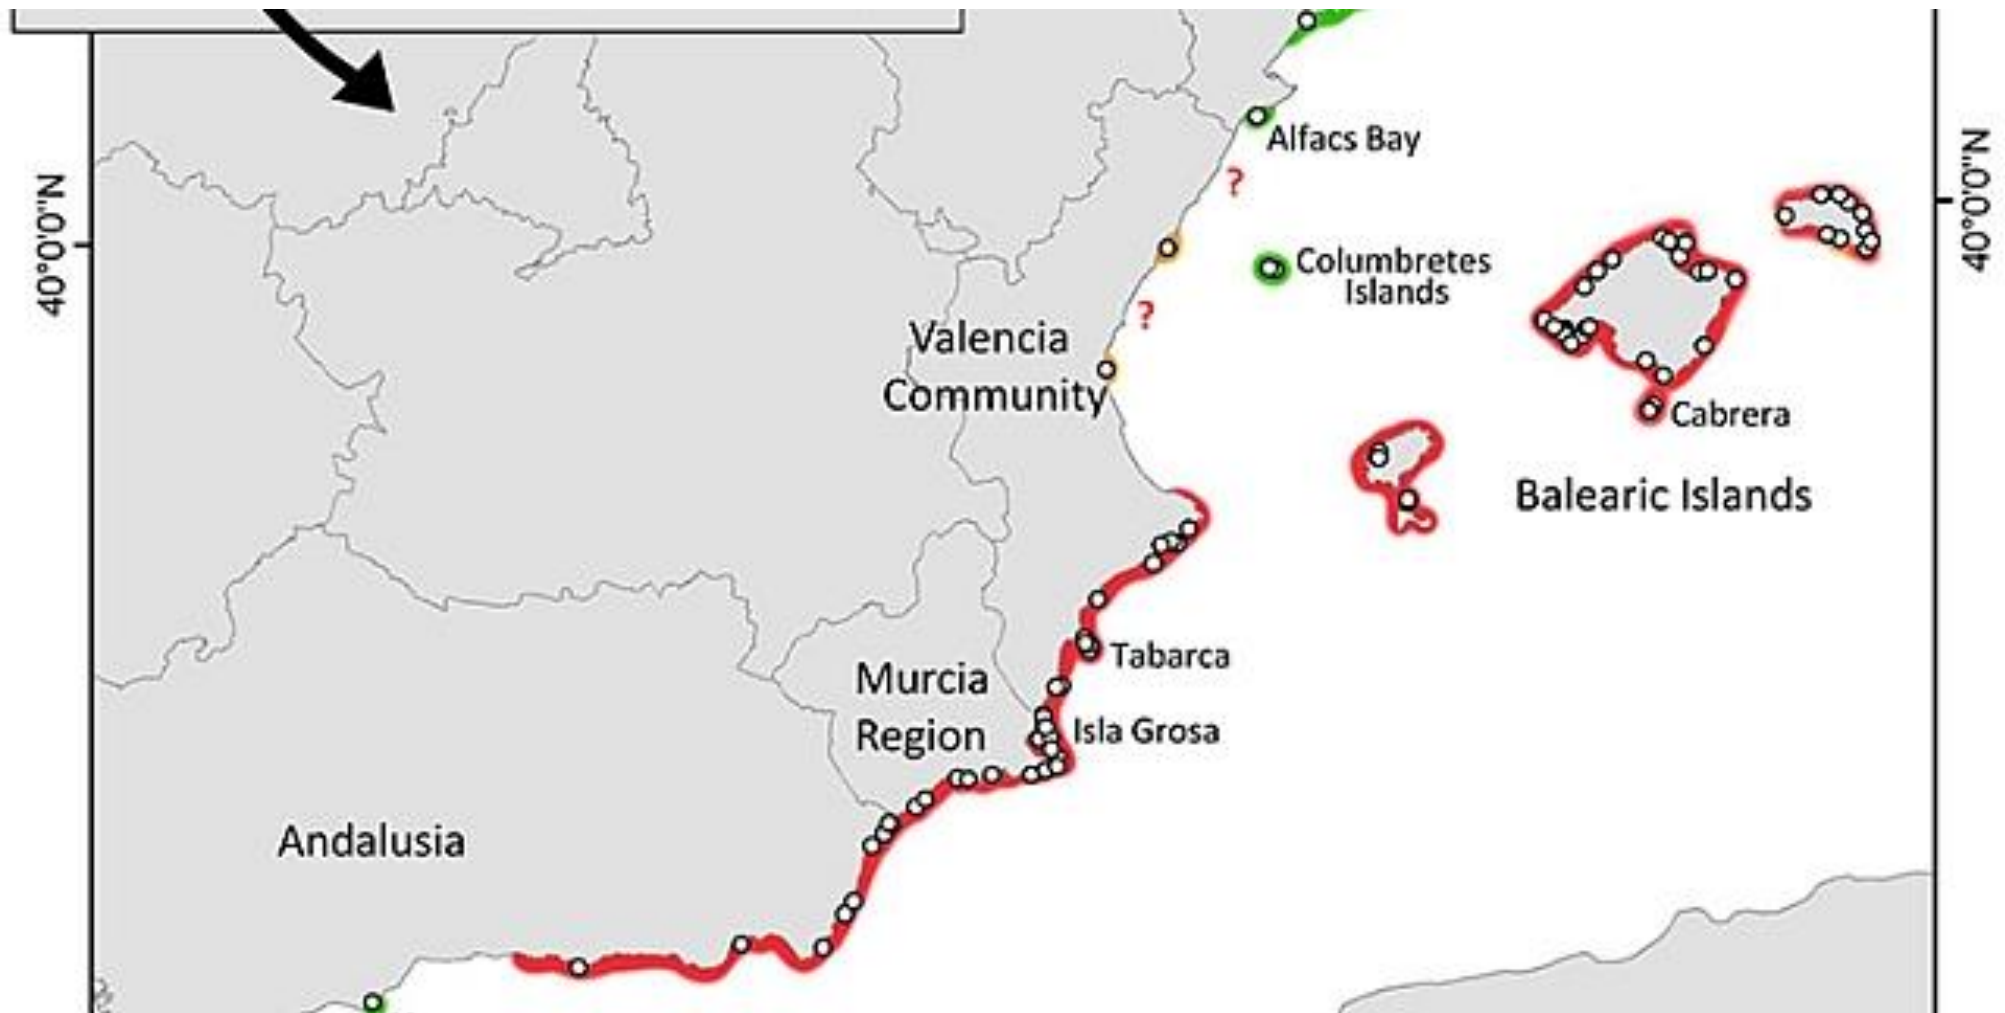 Alfacs Bay
?
40°0'0"N
40°0'0"N
Columbretes
Islands
?
Valencia
Community
Cabrera
Balearic Islands
Tabarca
Murcia
Region
Isla Grosa
Andalusia